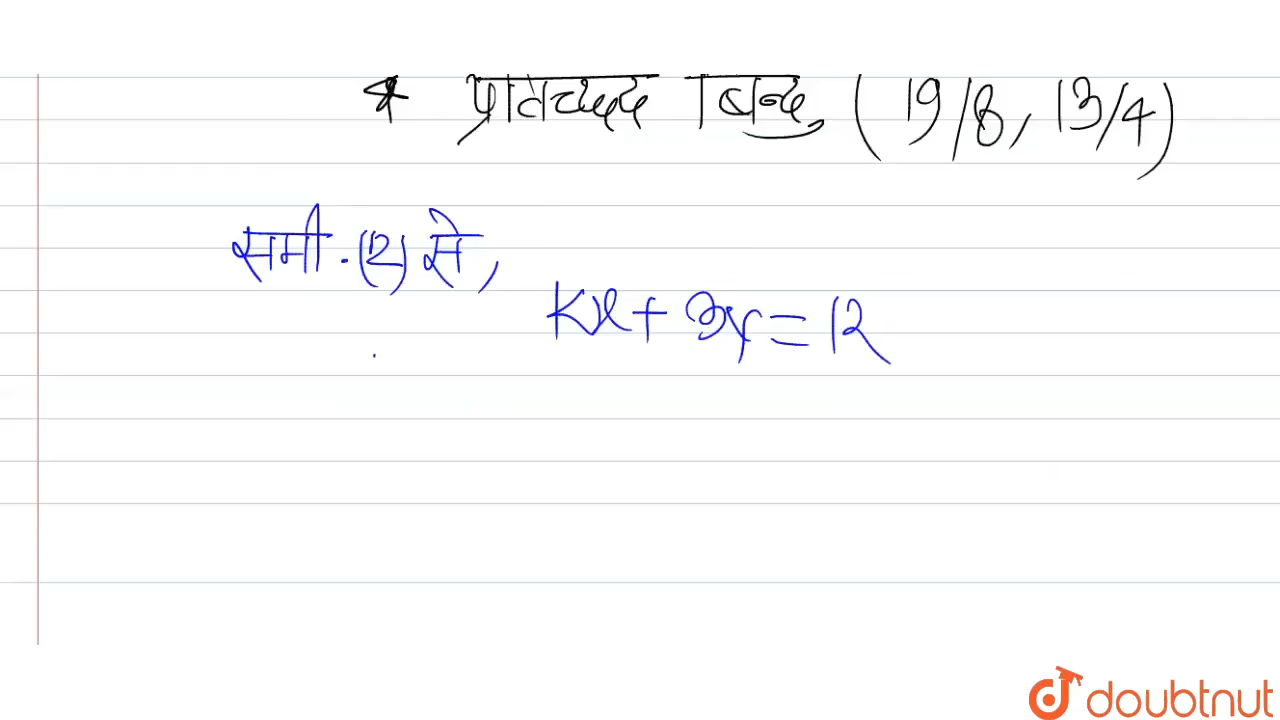 * प्रतिच्छेद बिन्दु (19/8, 13/4)
समी.(2) से,
Kx + 3y = 12
doubtnut